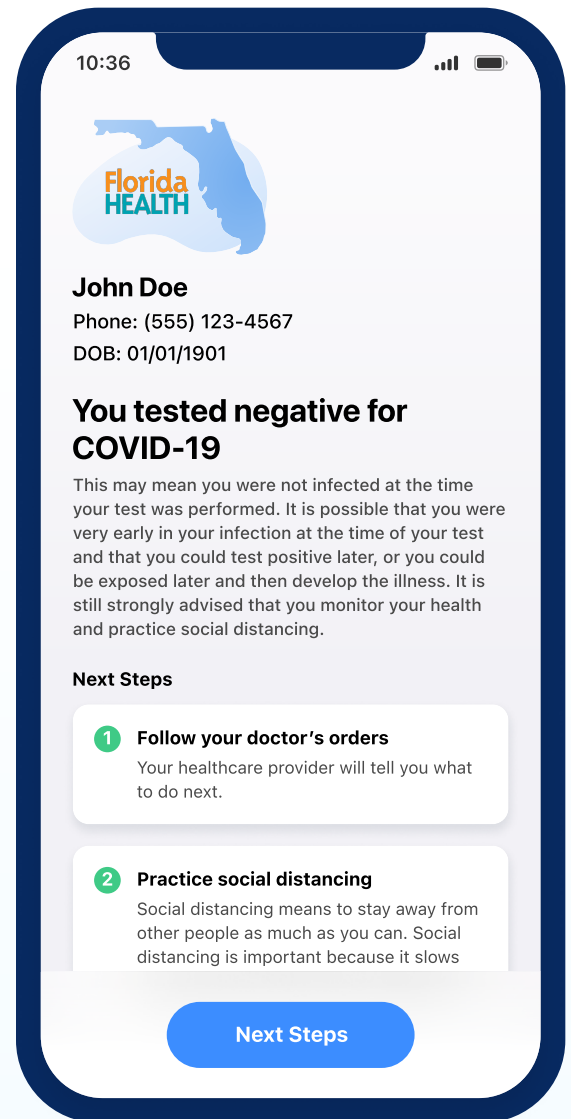 10:36
Florida
HEALTH
John Doe
Phone: (555) 123-4567
DOB: 01/01/1901
You tested negative for
COVID-19
This may mean you were not infected at the time
your test was performed. It is possible that you were
very early in your infection at the time of your test
and that you could test positive later, or you could
be exposed later and then develop the illness. It is
still strongly advised that you monitor your health
and practice social distancing.
Next Steps
1 Follow your doctor’s orders
Your healthcare provider will tell you what
to do next.
2 Practice social distancing
Social distancing means to stay away from
other people as much as you can. Social
distancing is important because it slows
Next Steps